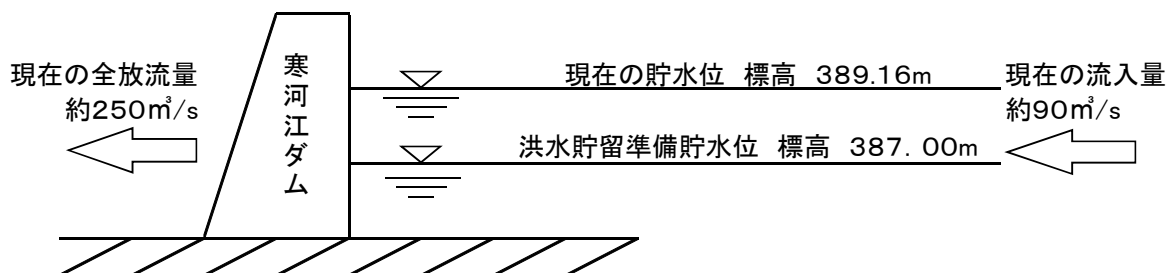 現在の全放流量
約250㎥/s
寒河江ダム
現在の貯水位 標高 389.16m
洪水貯留準備貯水位 標高 387.00m
現在の流入量
約90㎥/s